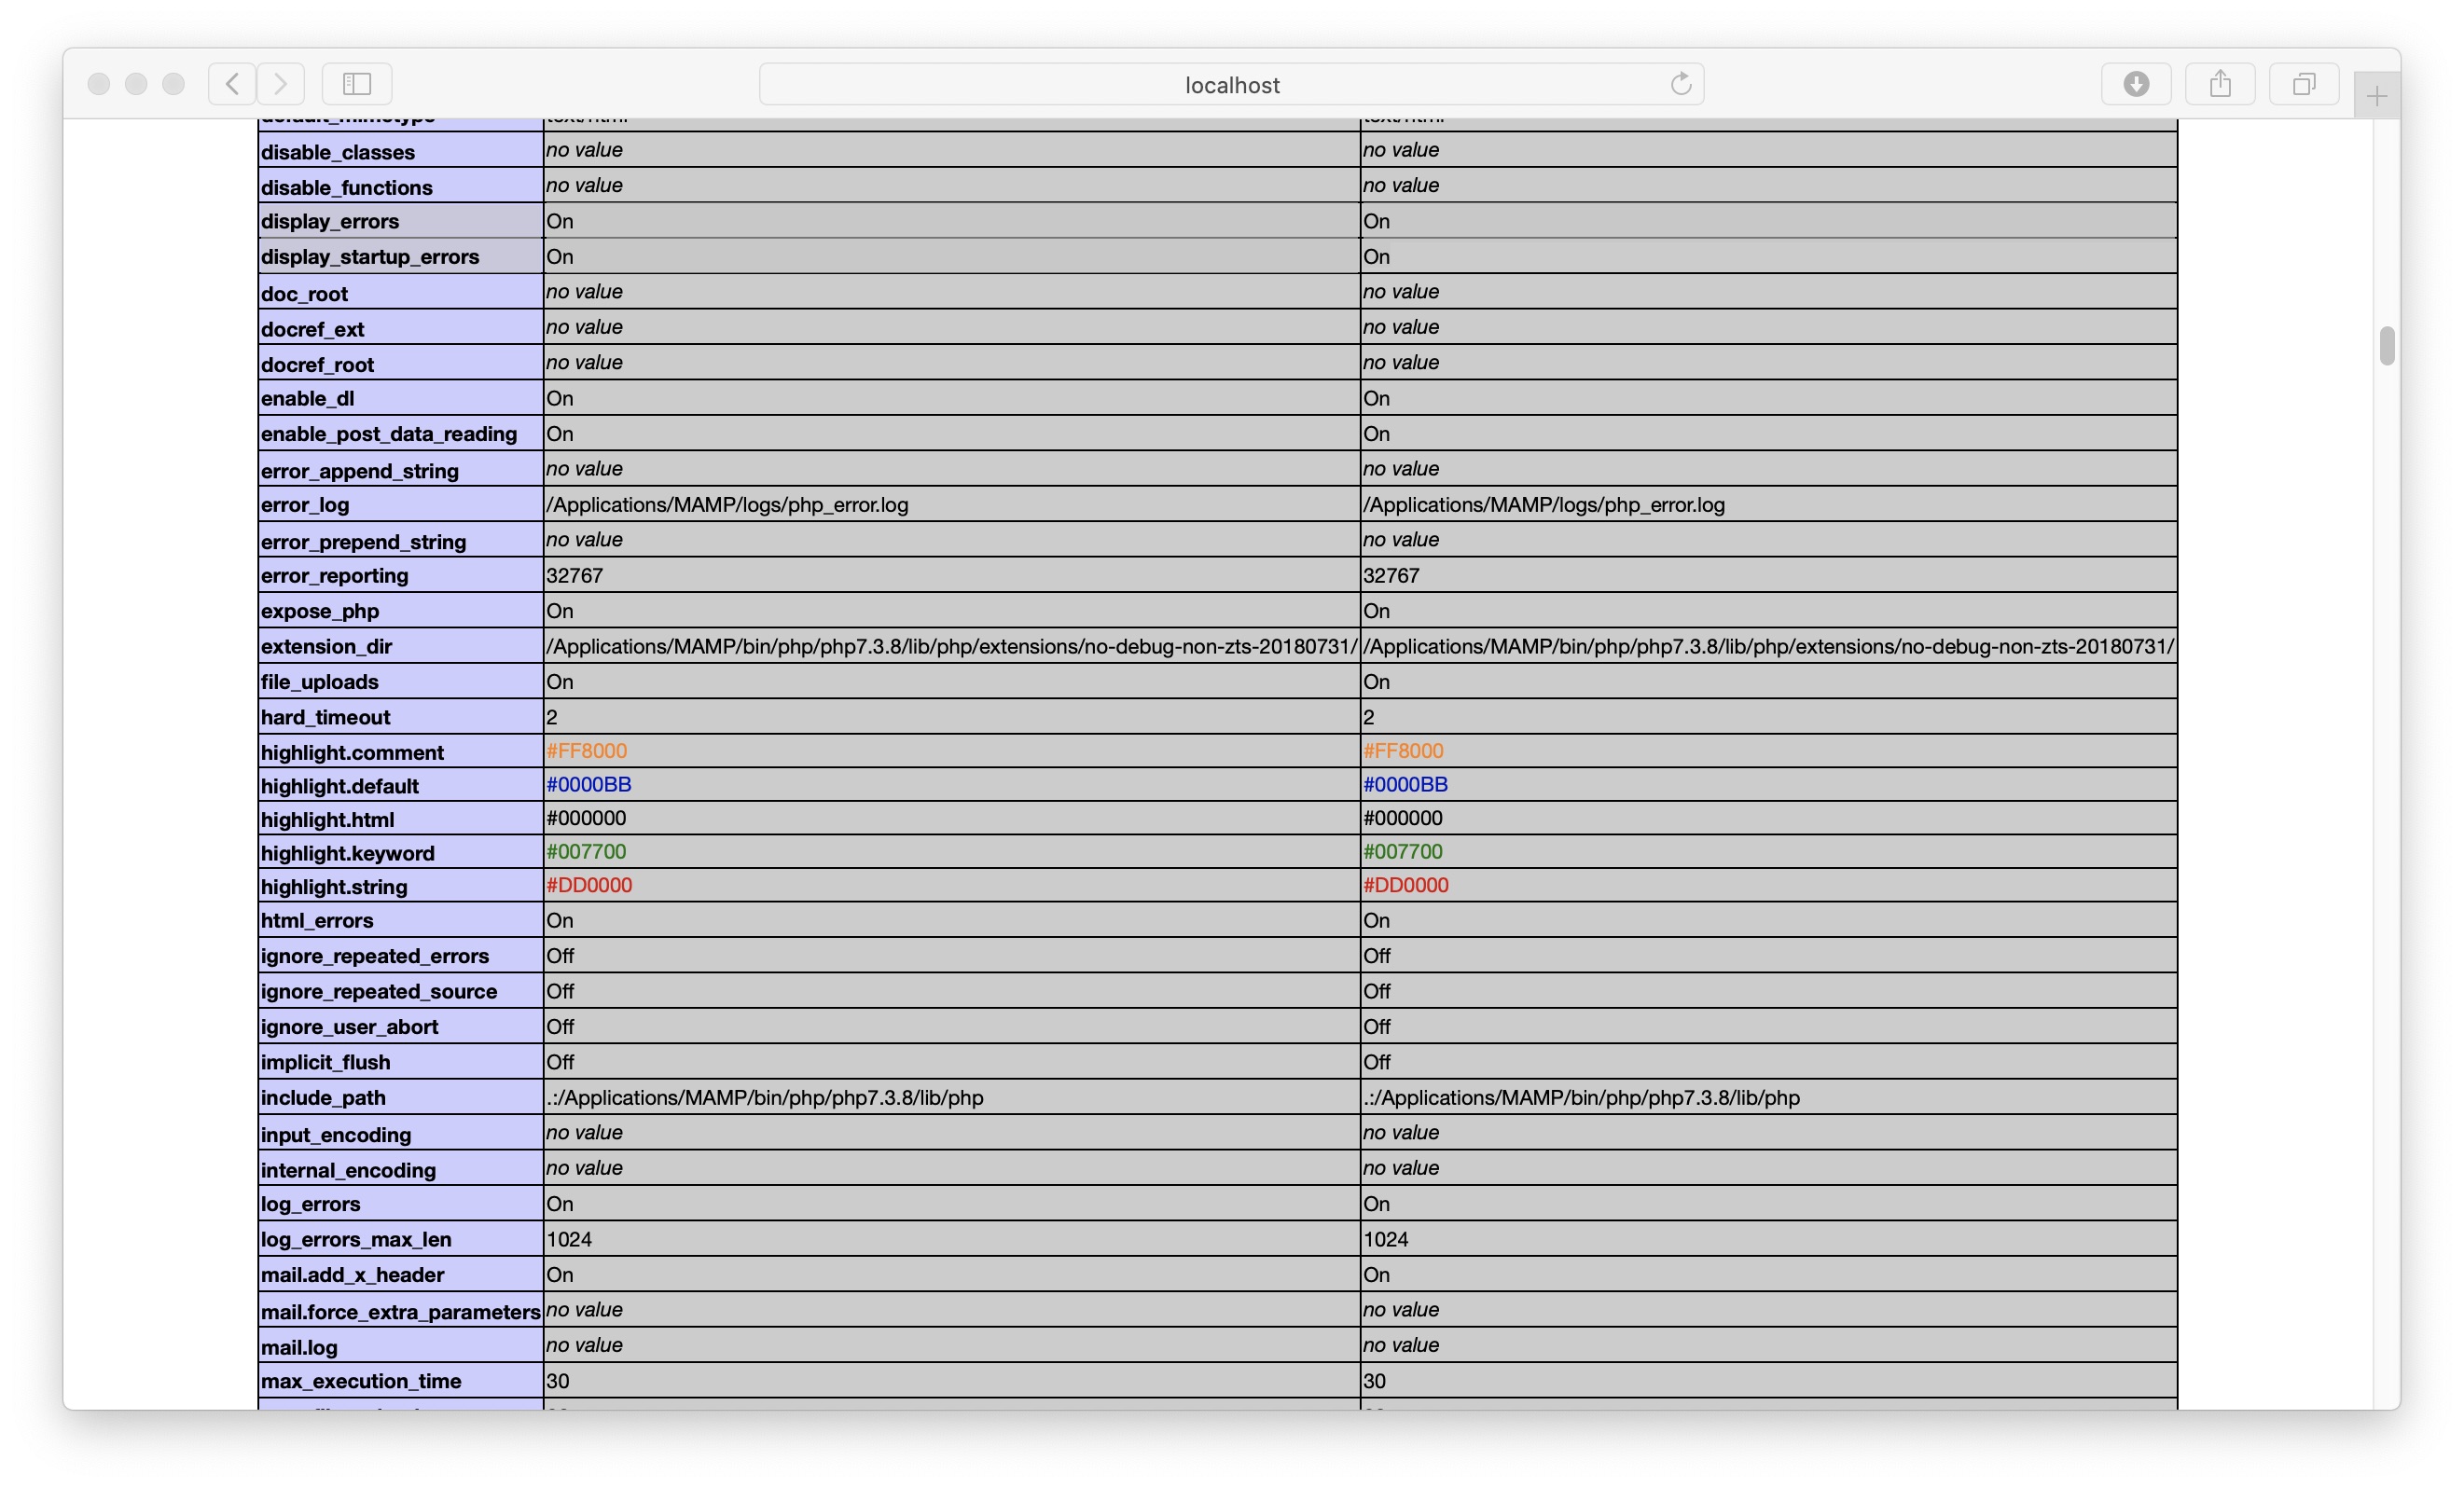 localhost
default_mimetype text/html text/html
disable_classes no value no value
disable_functions no value no value
display_errors On On
display_startup_errors On On
doc_root no value no value
docref_ext no value no value
docref_root no value no value
enable_dl On On
enable_post_data_reading On On
error_append_string no value no value
error_log /Applications/MAMP/logs/php_error.log /Applications/MAMP/logs/php_error.log
error_prepend_string no value no value
error_reporting 32767 32767
expose_php On On
extension_dir /Applications/MAMP/bin/php/php7.3.8/lib/php/extensions/no-debug-non-zts-20180731/ /Applications/MAMP/bin/php/php7.3.8/lib/php/extensions/no-debug-non-zts-20180731/
file_uploads On On
hard_timeout 2 2
highlight.comment #FF8000 #FF8000
highlight.default #0000BB #0000BB
highlight.html #000000 #000000
highlight.keyword #007700 #007700
highlight.string #DD0000 #DD0000
html_errors On On
ignore_repeated_errors Off Off
ignore_repeated_source Off Off
ignore_user_abort Off Off
implicit_flush Off Off
include_path .:/Applications/MAMP/bin/php/php7.3.8/lib/php .:/Applications/MAMP/bin/php/php7.3.8/lib/php
input_encoding no value no value
internal_encoding no value no value
log_errors On On
log_errors_max_len 1024 1024
mail.add_x_header On On
mail.force_extra_parameters no value no value
mail.log no value no value
max_execution_time 30 30